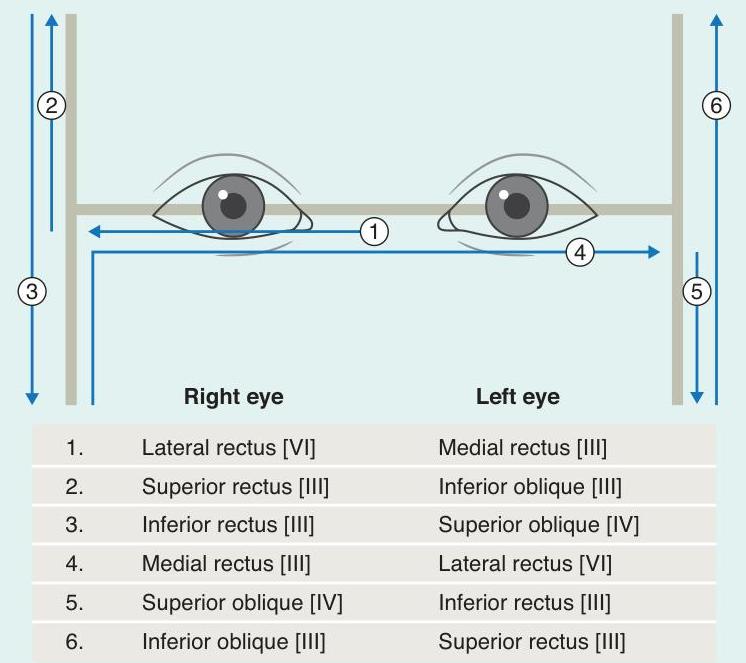 2
6
1
4
3
5
Right eye Left eye
1. Lateral rectus [VI] Medial rectus [III]
2. Superior rectus [III] Inferior oblique [III]
3. Inferior rectus [III] Superior oblique [IV]
4. Medial rectus [III] Lateral rectus [VI]
5. Superior oblique [IV] Inferior rectus [III]
6. Inferior oblique [III] Superior rectus [III]